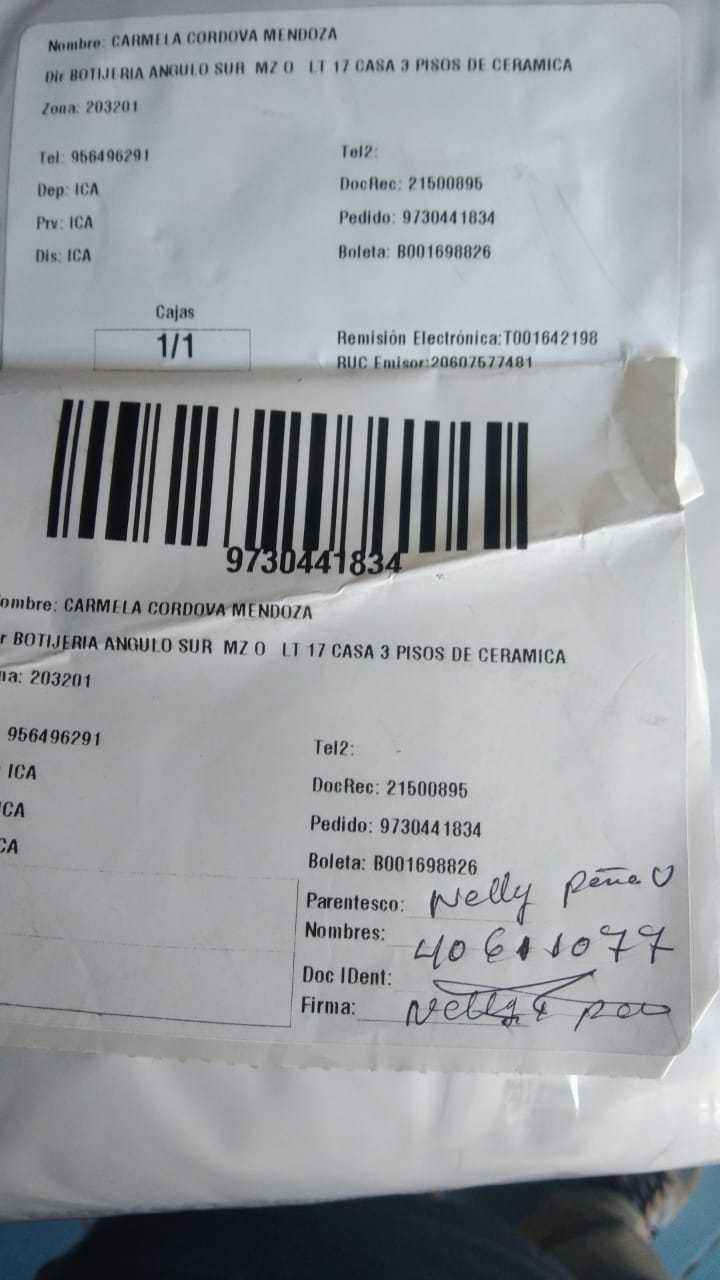 Nombre: CARMELA CORDOVA MENDOZA
Dir BOTIJERIA ANGULO SUR MZ O LT 17 CASA 3 PISOS DE CERAMICA
Zona: 203201
Tel: 956496291 Tel2:
Dep: ICA DocRec: 21500895
Prv: ICA Pedido: 9730441834
Dis: ICA Boleta: B001698826
Cajas
1/1 Remisión Electrónica:T001642198
RUC Emisor:20607577481
9730441834
ombre: CARMELA CORDOVA MENDOZA
r BOTIJERIA ANGULO SUR MZ O LT 17 CASA 3 PISOS DE CERAMICA
na: 203201
956496291 Tel2:
ICA DocRec: 21500895
CA Pedido: 9730441834
CA Boleta: B001698826
Parentesco: Nelly Peña
Nombres:
Doc IDent:
Firma: Nelly